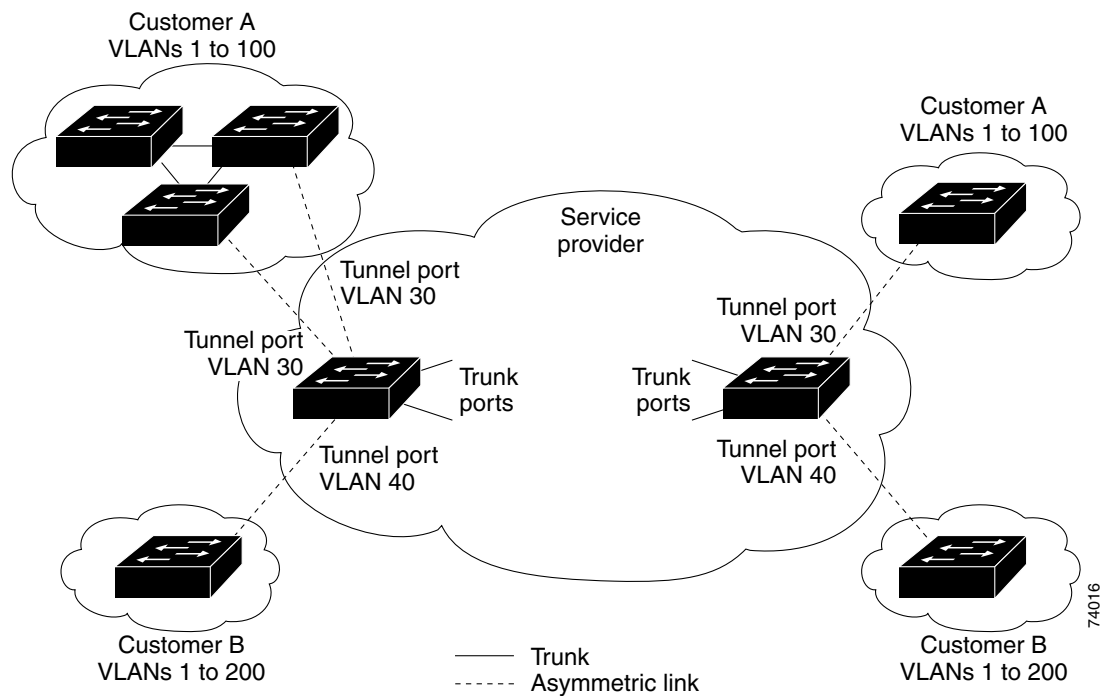 Customer A
VLANs 1 to 100
Customer A
VLANs 1 to 100
Service
provider
Tunnel port
VLAN 30
Tunnel port
VLAN 30
Trunk
ports
Trunk
ports
Tunnel port
VLAN 30
Tunnel port
VLAN 40
Tunnel port
VLAN 40
Customer B
VLANs 1 to 200
Customer B
VLANs 1 to 200
Trunk
Asymmetric link
74016